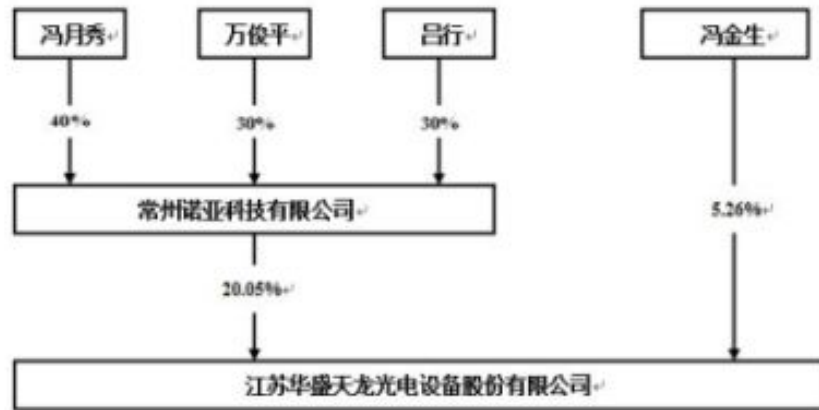 冯月秀
万俊平
吕行
冯金生
40%
30%
30%
常州诺亚科技有限公司
5.26%
20.05%
江苏华盛天龙光电设备股份有限公司